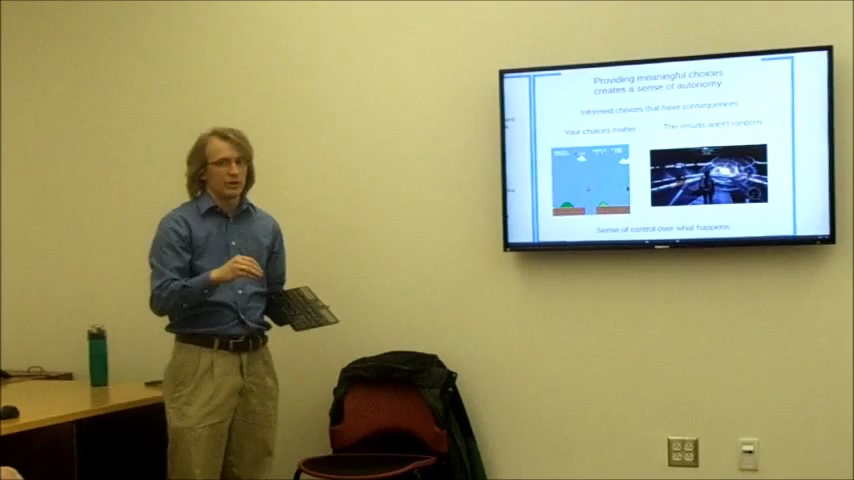 Providing meaningful choices
creates a sense of autonomy
Informed choices that have consequences
Your choices matter
The results aren't random
Sense of control over what happens